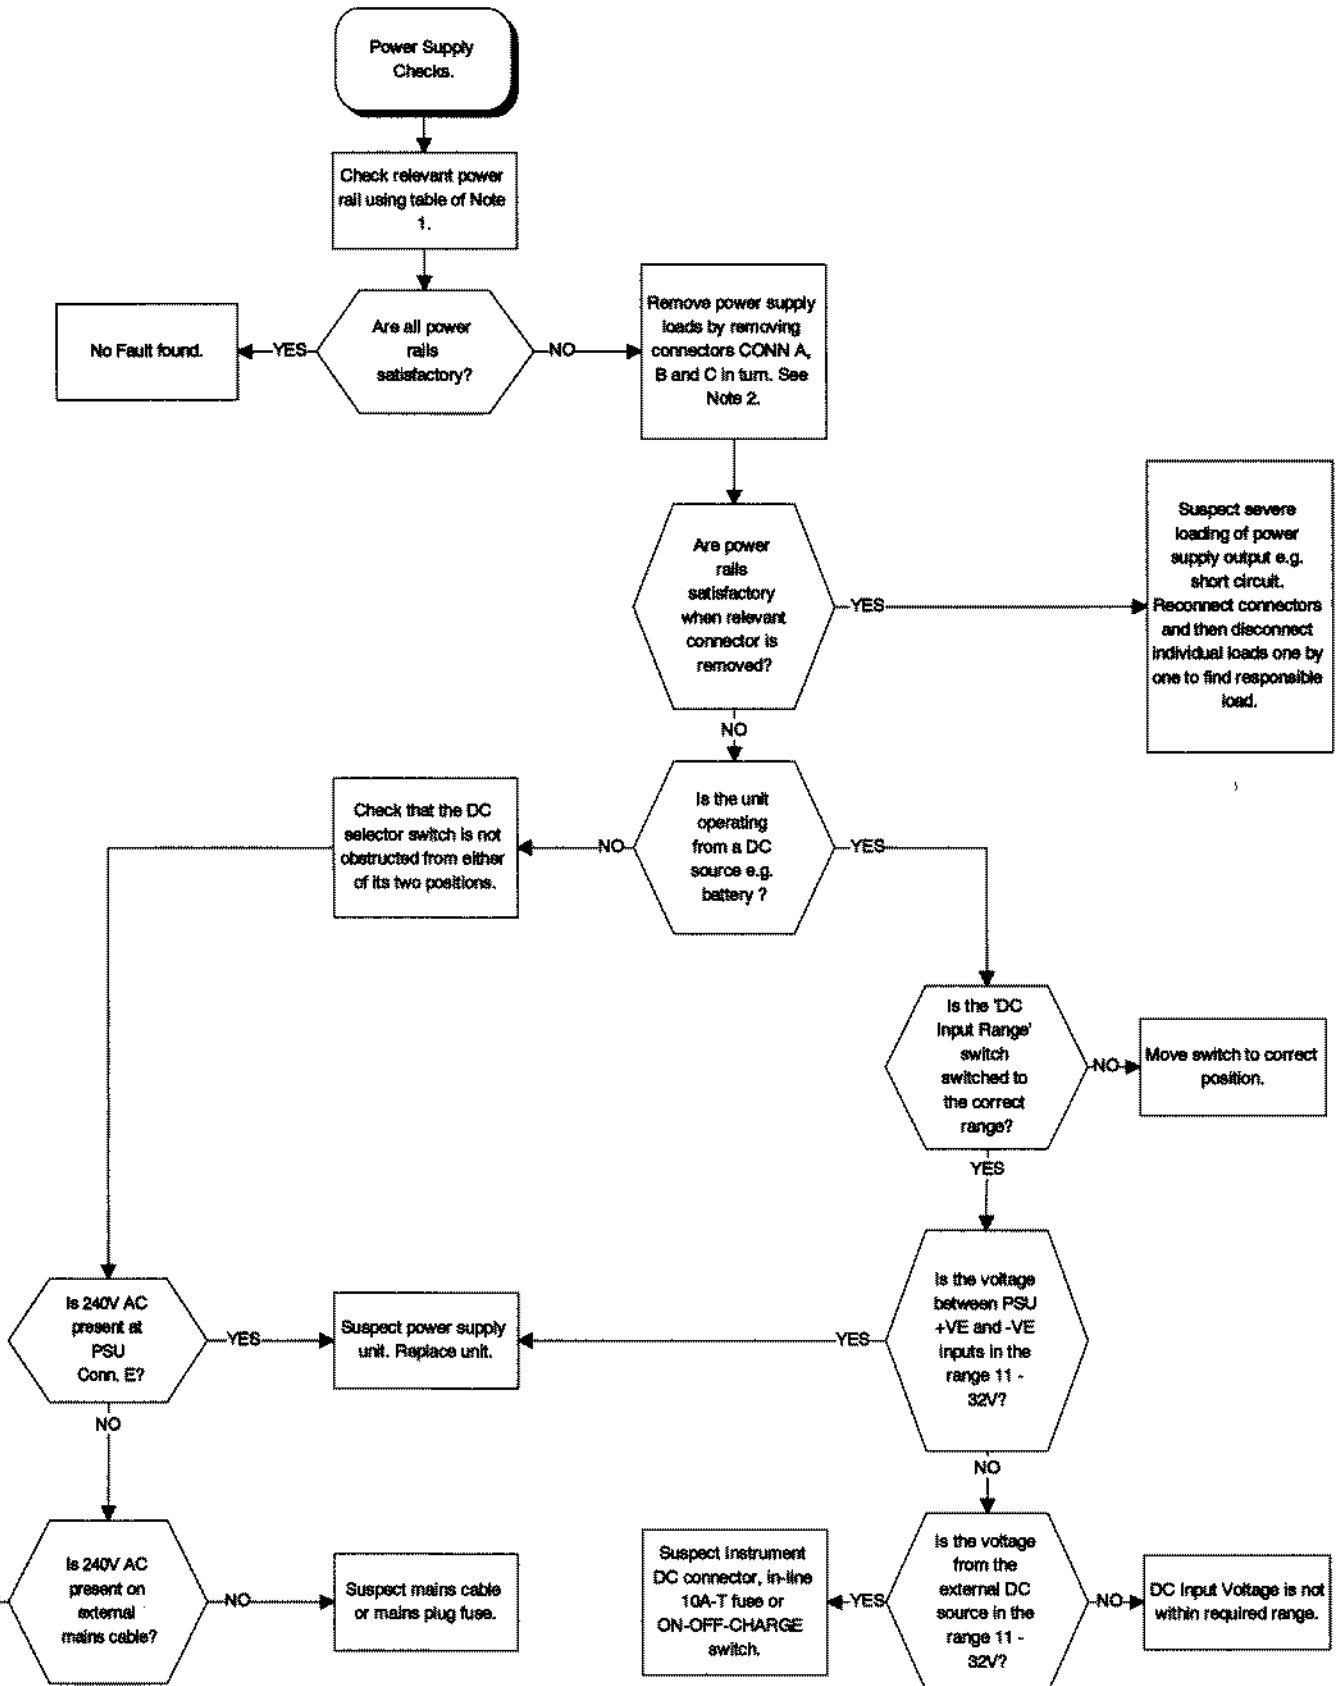 Power Supply
Checks.
Check relevant power
rail using table of Note
1.
Are all power
rails
satisfactory?
YES
No Fault found.
NO
Remove power supply
loads by removing
connectors CONN A,
B and C in turn. See
Note 2.
Are power
rails
satisfactory
when relevant
connector is
removed?
YES
Suspect severe
loading of power
supply output e.g.
short circuit.
Reconnect connectors
and then disconnect
individual loads one by
one to find responsible
load.
NO
Is the unit
operating
from a DC
source e.g.
battery ?
NO
Check that the DC
selector switch is not
obstructed from either
of its two positions.
YES
Is the 'DC
Input Range'
switch
switched to
the correct
range?
NO
Move switch to correct
position.
YES
Is 240V AC
present at
PSU
Conn. E?
YES
Suspect power supply
unit. Replace unit.
YES
Is the voltage
between PSU
+VE and -VE
inputs in the
range 11 -
32V?
NO
NO
Is 240V AC
present on
external
mains cable?
NO
Suspect mains cable
or mains plug fuse.
Suspect Instrument
DC connector, in-line
10A-T fuse or
ON-OFF-CHARGE
switch.
YES
Is the voltage
from the
external DC
source in the
range 11 -
32V?
NO
DC Input Voltage is not
within required range.